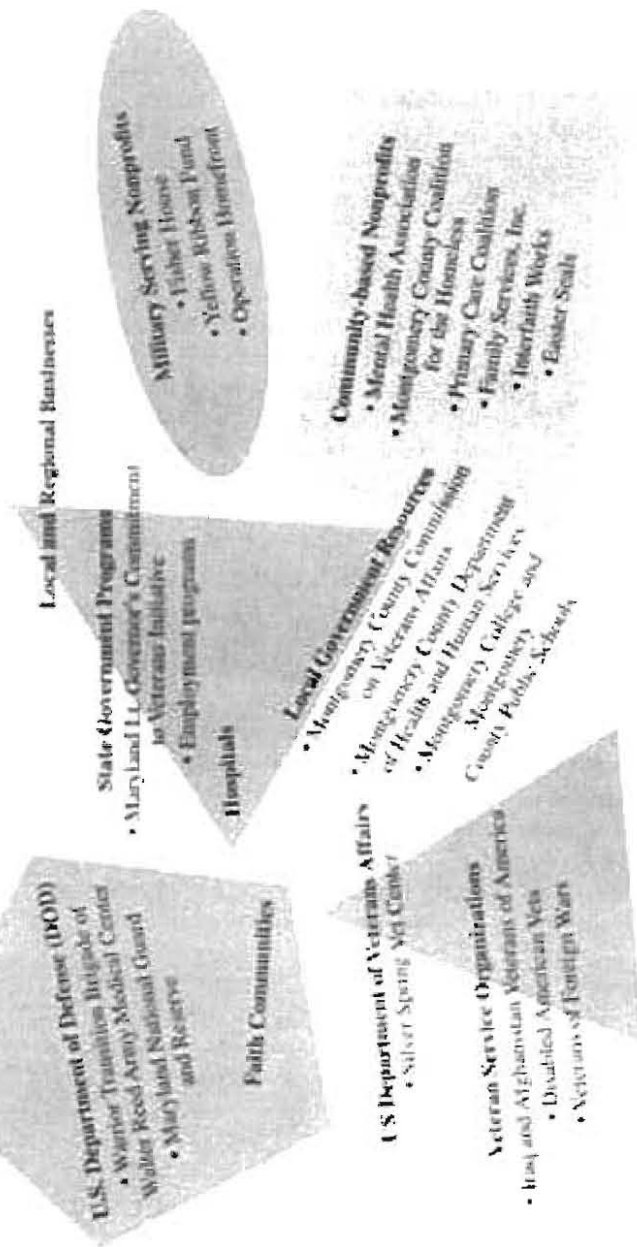 U.S. Department of Defense (DOD)
• Warrior Transition Brigade of
Walter Reed Army Medical Center
• Maryland National Guard
and Reserve
Faith Communities
State Government Programs
• Maryland Lt. Governor's Commitment
to Veterans Initiative
• Employment programs
Hospitals
Local and Regional Businesses
Military Serving Nonprofits
• Fisher House
• Yellow Ribbon Fund
• Operation Homefront
US Department of Veterans Affairs
• Silver Spring Vet Center
Veteran Service Organizations
• Iraq and Afghanistan Veterans of America
• Disabled American Vets
• Veterans of Foreign Wars
Local Government Resources
• Montgomery County Commission
on Veterans Affairs
• Montgomery County Department
of Health and Human Services
• Montgomery College and
Montgomery
County Public Schools
Community-based Nonprofits
• Mental Health Association
• Montgomery County Coalition
for the Homeless
• Primary Care Coalition
• Family Services, Inc.
• Interfaith Works
• Easter Seals